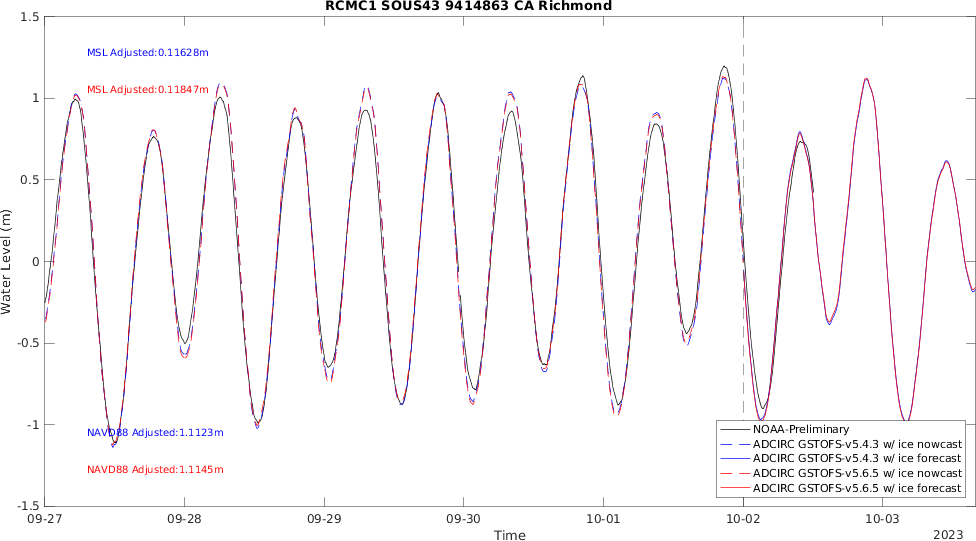 RCMC1 SOUS43 9414863 CA Richmond
1.5
MSL Adjusted:0.11628m
MSL Adjusted:0.11847m
1
0.5
0
-0.5
-1
-1.5
Water Level (m)
NAVD88 Adjusted:1.1123m
NAVD88 Adjusted:1.1145m
NOAA-Preliminary
ADCIRC GSTOFS-v5.4.3 w/ ice nowcast
ADCIRC GSTOFS-v5.4.3 w/ ice forecast
ADCIRC GSTOFS-v5.6.5 w/ ice nowcast
ADCIRC GSTOFS-v5.6.5 w/ ice forecast
09-27 09-28 09-29 09-30 10-01 10-02 10-03
Time
2023